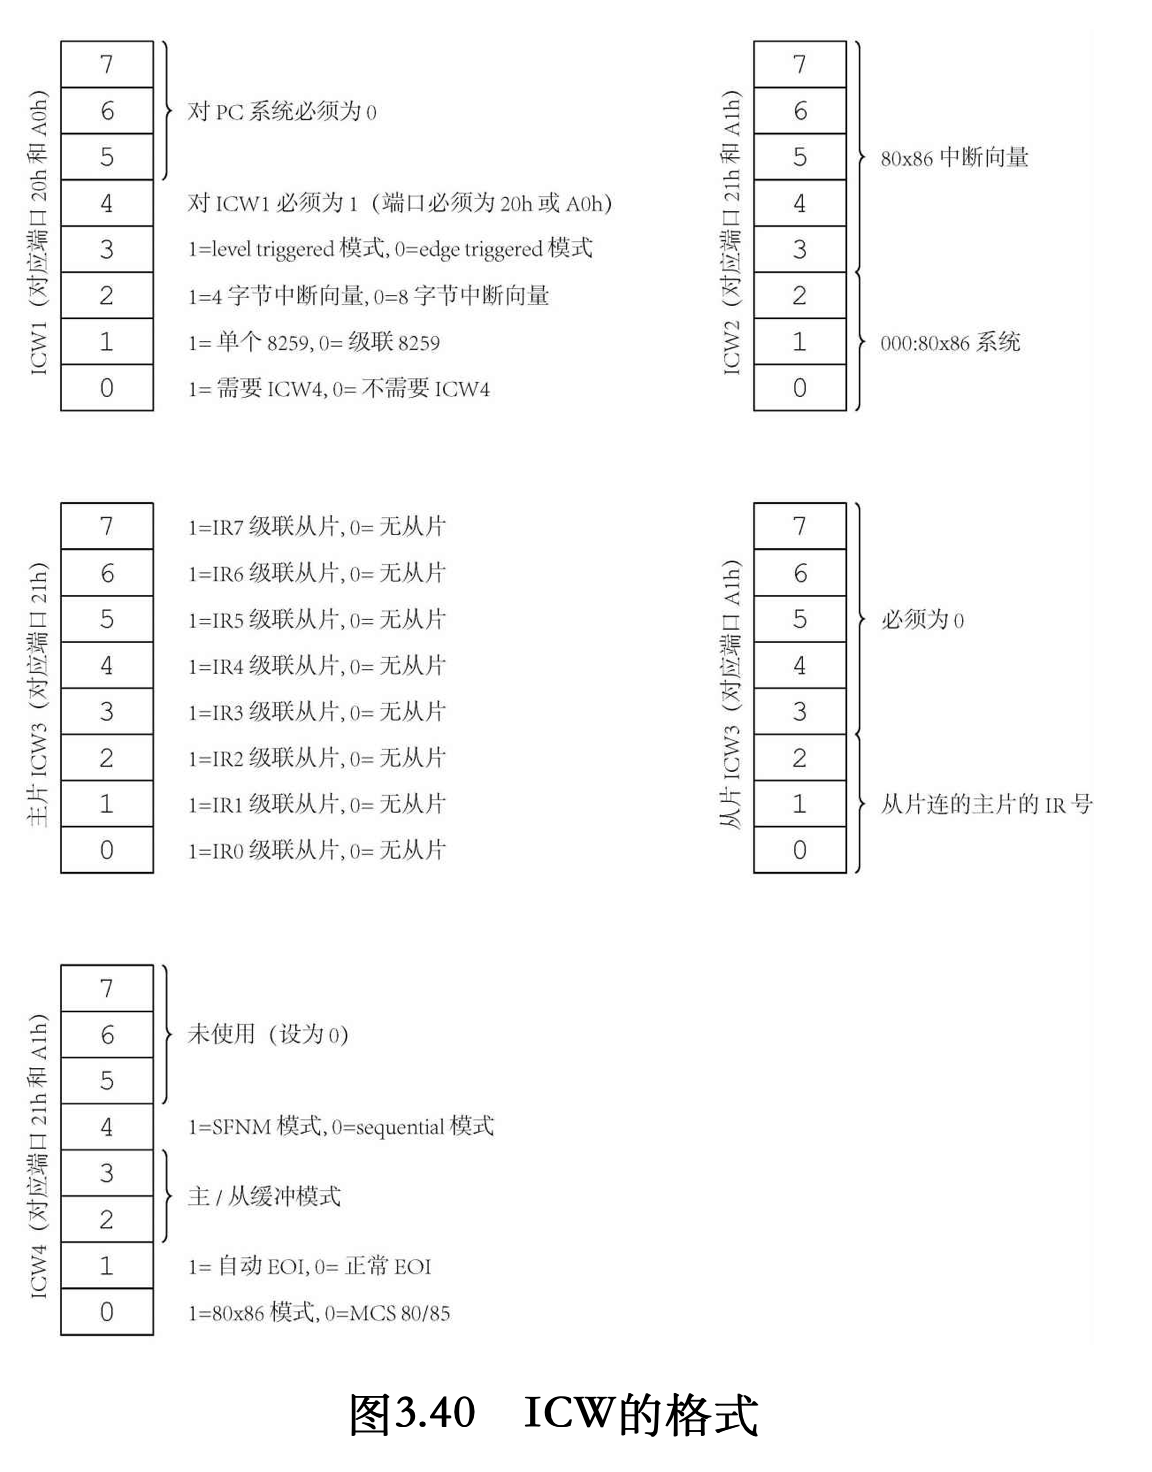 ICW1（对应端口 20h 和 A0h）
7
6
5
对 PC 系统必须为 0
4 对 ICW1 必须为 1（端口必须为 20h 或 A0h）
3 1=level triggered 模式, 0=edge triggered 模式
2 1=4 字节中断向量, 0=8 字节中断向量
1 1= 单个 8259, 0= 级联 8259
0 1= 需要 ICW4, 0= 不需要 ICW4
ICW2（对应端口 21h 和 A1h）
7
6
5
4
3
80x86 中断向量
2
1
0
000:80x86 系统
主片 ICW3（对应端口 21h）
7 1=IR7 级联从片, 0= 无从片
6 1=IR6 级联从片, 0= 无从片
5 1=IR5 级联从片, 0= 无从片
4 1=IR4 级联从片, 0= 无从片
3 1=IR3 级联从片, 0= 无从片
2 1=IR2 级联从片, 0= 无从片
1 1=IR1 级联从片, 0= 无从片
0 1=IR0 级联从片, 0= 无从片
从片 ICW3（对应端口 A1h）
7
6
5
4
3
必须为 0
2
1
0
从片连的主片的 IR 号
ICW4（对应端口 21h 和 A1h）
7
6
5
未使用（设为 0）
4 1=SFNM 模式, 0=sequential 模式
3
2
主 / 从缓冲模式
1 1= 自动 EOI, 0= 正常 EOI
0 1=80x86 模式, 0=MCS 80/85
图3.40 ICW的格式